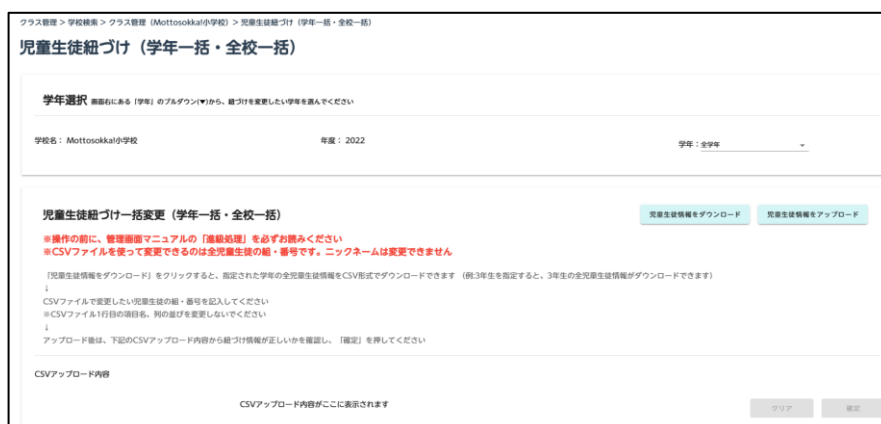 クラス管理 > 学校検索 > クラス管理（Mottosokka!小学校）> 児童生徒紐づけ（学年一括・全校一括）
児童生徒紐づけ（学年一括・全校一括）
学年選択 画面右にある「学年」のプルダウン(▼)から、紐づけを変更したい学年を選んでください
学校名： Mottosokka!小学校 年度： 2022 学年：全学年
児童生徒紐づけ一括変更（学年一括・全校一括） 児童生徒情報をダウンロード 児童生徒情報をアップロード
※操作の前に、管理画面マニュアルの「進級処理」を必ずお読みください
※CSVファイルを使って変更できるのは全児童生徒の組・番号です。ニックネームは変更できません
「児童生徒情報をダウンロード」をクリックすると、指定された学年の全児童生徒情報をCSV形式でダウンロードできます （例:3年生を指定すると、3年生の全児童生徒情報がダウンロードできます）
↓
CSVファイルで変更したい児童生徒の組・番号を記入してください
※CSVファイル1行目の項目名、列の並びを変更しないでください
↓
アップロード後は、下記のCSVアップロード内容から紐づけ情報が正しいかを確認し、「確定」を押してください
CSVアップロード内容
CSVアップロード内容がここに表示されます クリア 確定